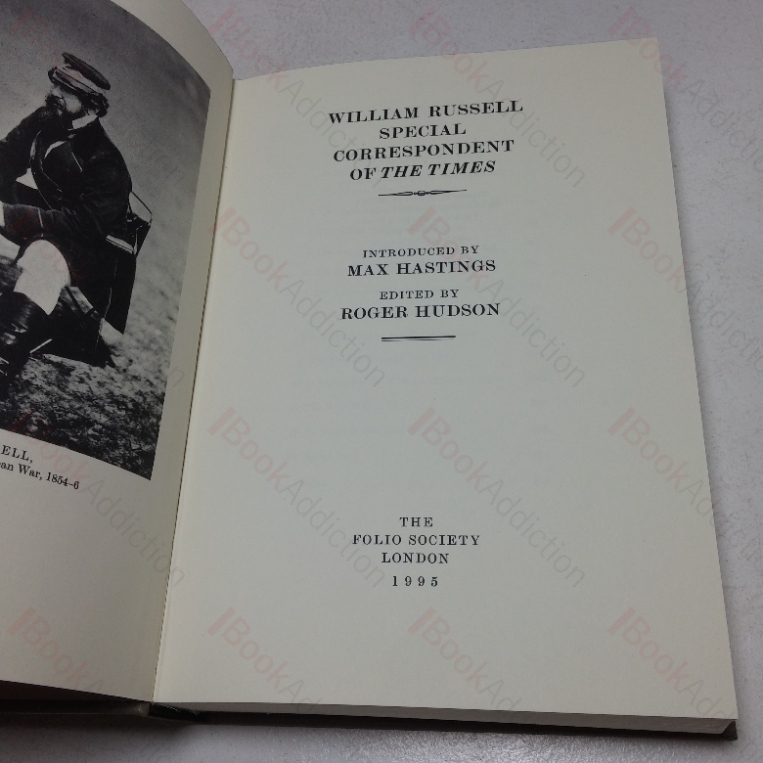 ELL,
an War, 1854–6
WILLIAM RUSSELL
SPECIAL
CORRESPONDENT
OF THE TIMES
INTRODUCED BY
MAX HASTINGS
EDITED BY
ROGER HUDSON
THE
FOLIO SOCIETY
LONDON
1995
BookAddiction